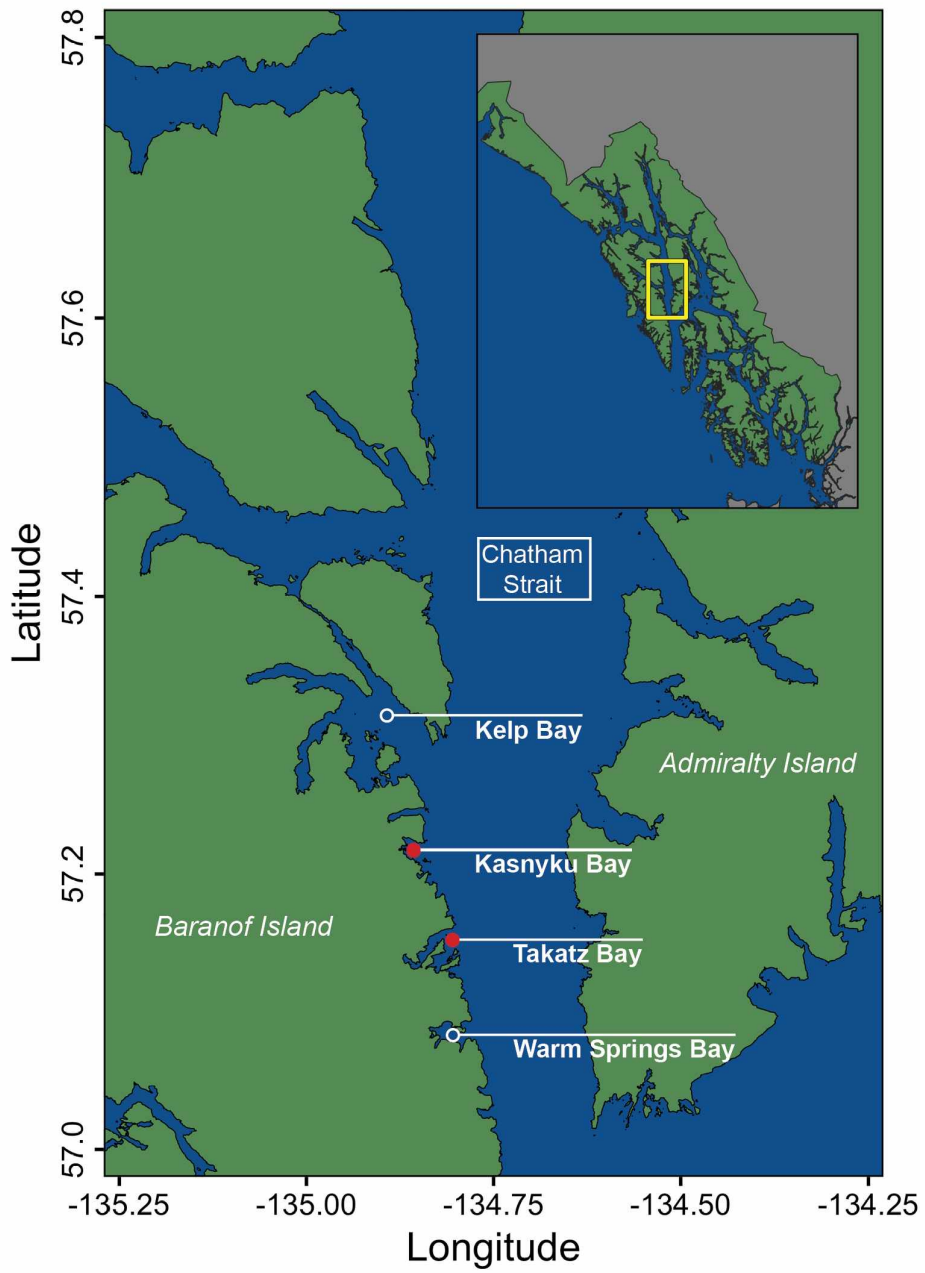 57.8
57.6
57.4
57.2
57.0
Latitude
Chatham
Strait
Kelp Bay
Admiralty Island
Kasnyku Bay
Baranof Island
Takatz Bay
Warm Springs Bay
-135.25
-135.00
-134.75
-134.50
-134.25
Longitude